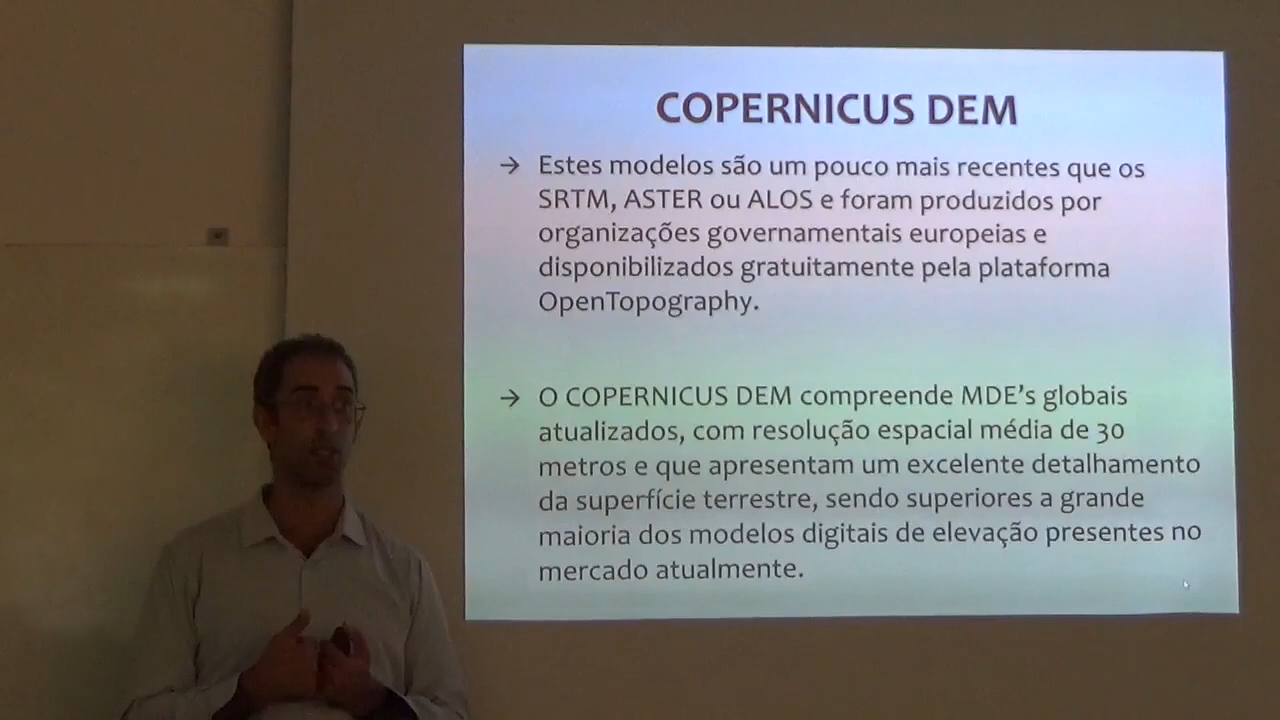 COPERNICUS DEM
→ Estes modelos são um pouco mais recentes que os
SRTM, ASTER ou ALOS e foram produzidos por
organizações governamentais europeias e
disponibilizados gratuitamente pela plataforma
OpenTopography.
→ O COPERNICUS DEM compreende MDE’s globais
atualizados, com resolução espacial média de 30
metros e que apresentam um excelente detalhamento
da superfície terrestre, sendo superiores a grande
maioria dos modelos digitais de elevação presentes no
mercado atualmente.